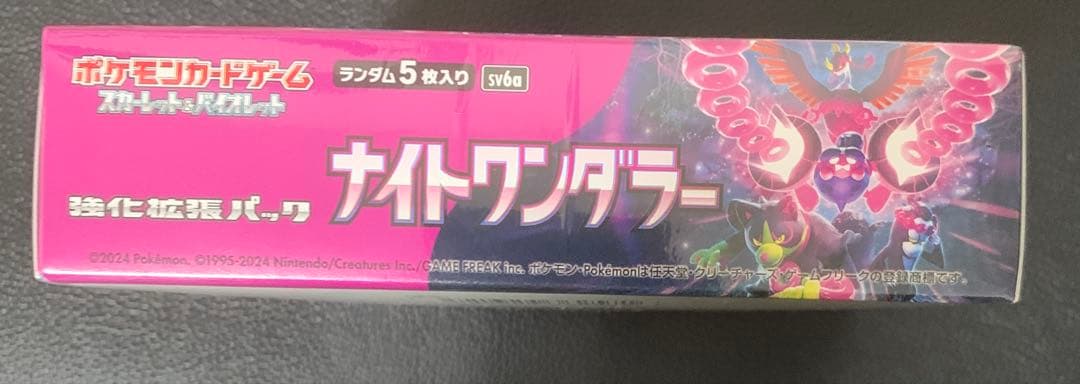 ポケモンカードゲーム
スカーレット&バイオレット
ランダム5枚入り sv6a
強化拡張パック ナイトワンダラー
©2024 Pokémon. ©1995-2024 Nintendo/Creatures Inc./GAME FREAK inc. ポケモン・Pokémonは任天堂・クリーチャーズ・ゲームフリークの登録商標です。